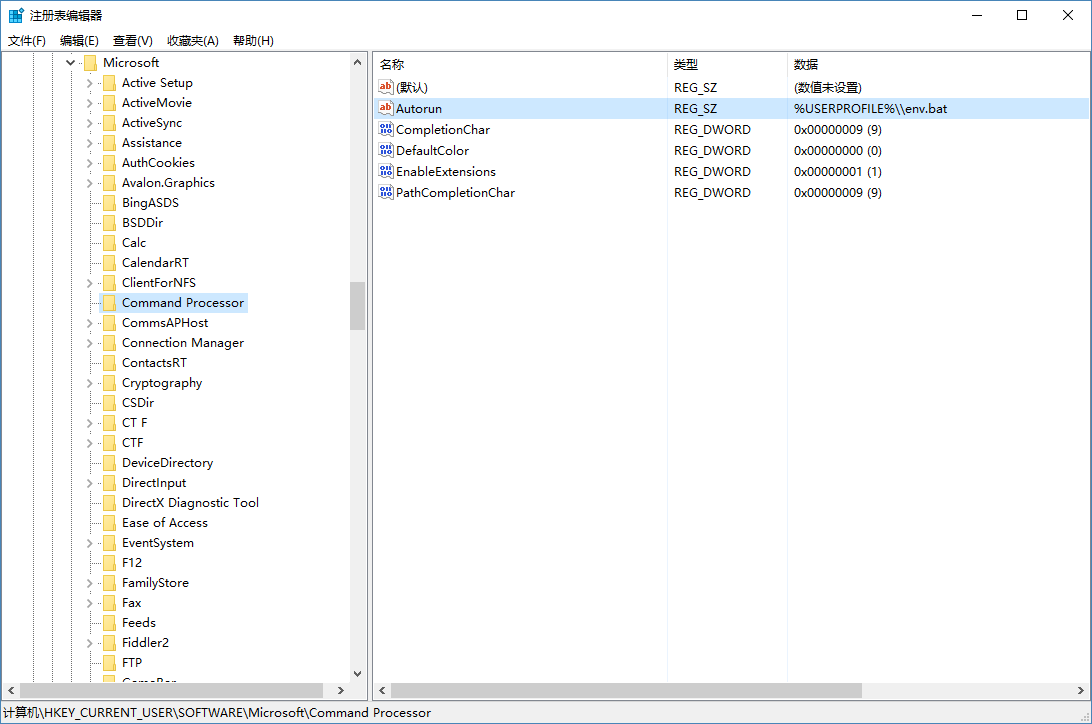 注册表编辑器
文件(F) 编辑(E) 查看(V) 收藏夹(A) 帮助(H)
Microsoft
Active Setup
ActiveMovie
ActiveSync
Assistance
AuthCookies
Avalon.Graphics
BingASDS
BSDDir
Calc
CalendarRT
ClientForNFS
Command Processor
CommsAPHost
Connection Manager
ContactsRT
Cryptography
CSDir
CT F
CTF
DeviceDirectory
DirectInput
DirectX Diagnostic Tool
Ease of Access
EventSystem
F12
FamilyStore
Fax
Feeds
Fiddler2
FTP
GameBar
名称 类型 数据
(默认) REG_SZ (数值未设置)
Autorun REG_SZ %USERPROFILE%\\env.bat
CompletionChar REG_DWORD 0x00000009 (9)
DefaultColor REG_DWORD 0x00000000 (0)
EnableExtensions REG_DWORD 0x00000001 (1)
PathCompletionChar REG_DWORD 0x00000009 (9)
计算机\HKEY_CURRENT_USER\SOFTWARE\Microsoft\Command Processor